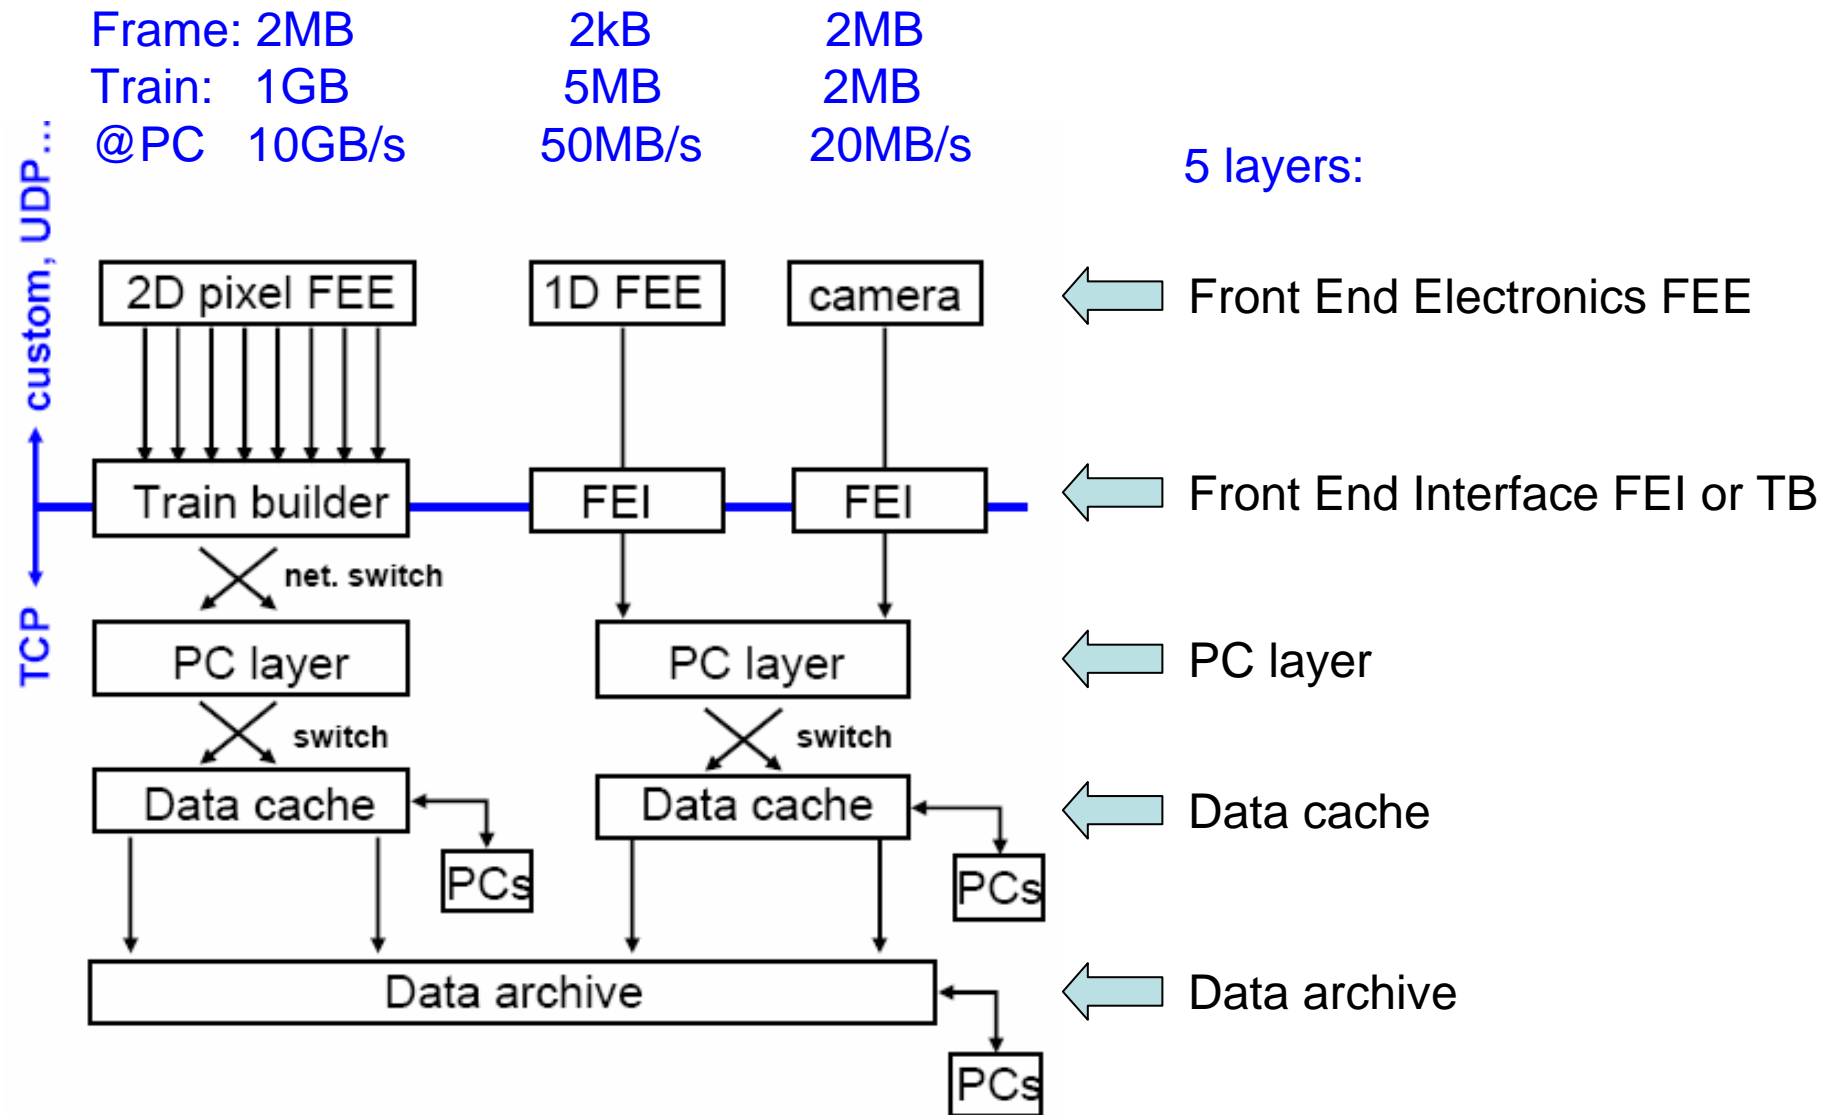 Frame: 2MB 2kB 2MB
Train: 1GB 5MB 2MB
@PC 10GB/s 50MB/s 20MB/s
5 layers:
custom, UDP...
TCP
2D pixel FEE 1D FEE camera Front End Electronics FEE
Train builder FEI FEI Front End Interface FEI or TB
net. switch
PC layer PC layer PC layer
switch switch
Data cache Data cache Data cache
PCs PCs
Data archive Data archive
PCs